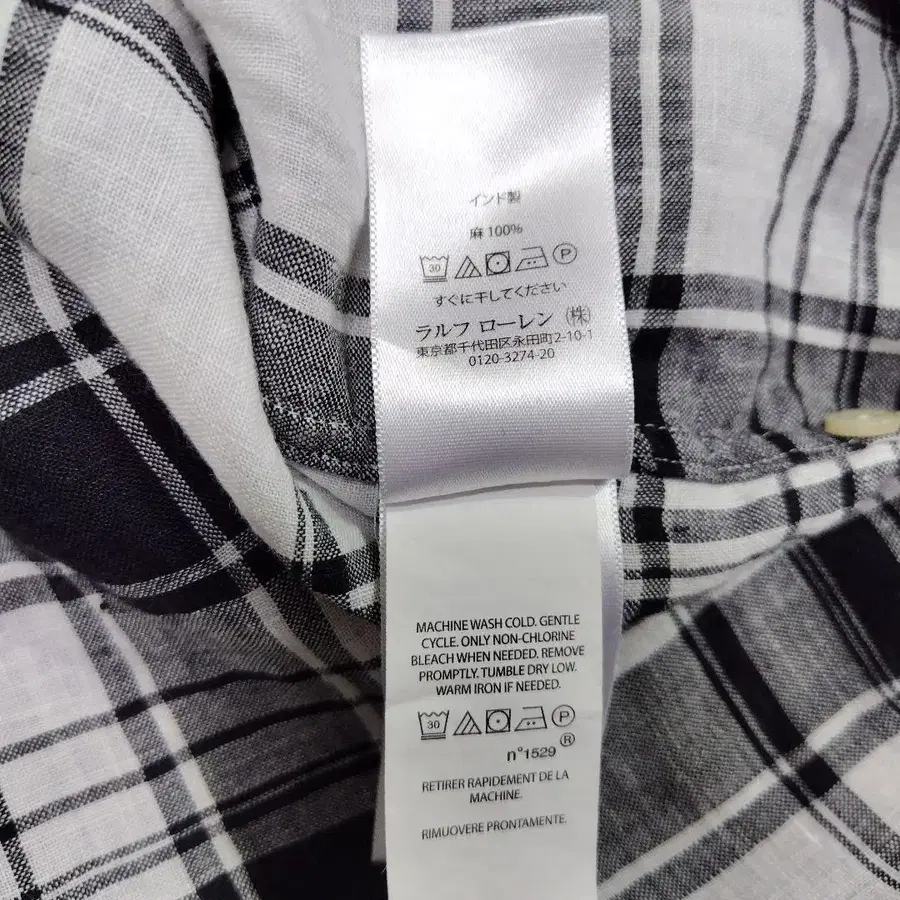 インド製
麻 100%
30 P
すぐに干してください
ラルフ ローレン (株)
東京都千代田区永田町2-10-1
0120-3274-20
MACHINE WASH COLD. GENTLE
CYCLE. ONLY NON-CHLORINE
BLEACH WHEN NEEDED. REMOVE
PROMPTLY. TUMBLE DRY LOW.
WARM IRON IF NEEDED.
30 P
n°1529 ®
RETIRER RAPIDEMENT DE LA
MACHINE.
RIMUOVERE PRONTAMENTE.